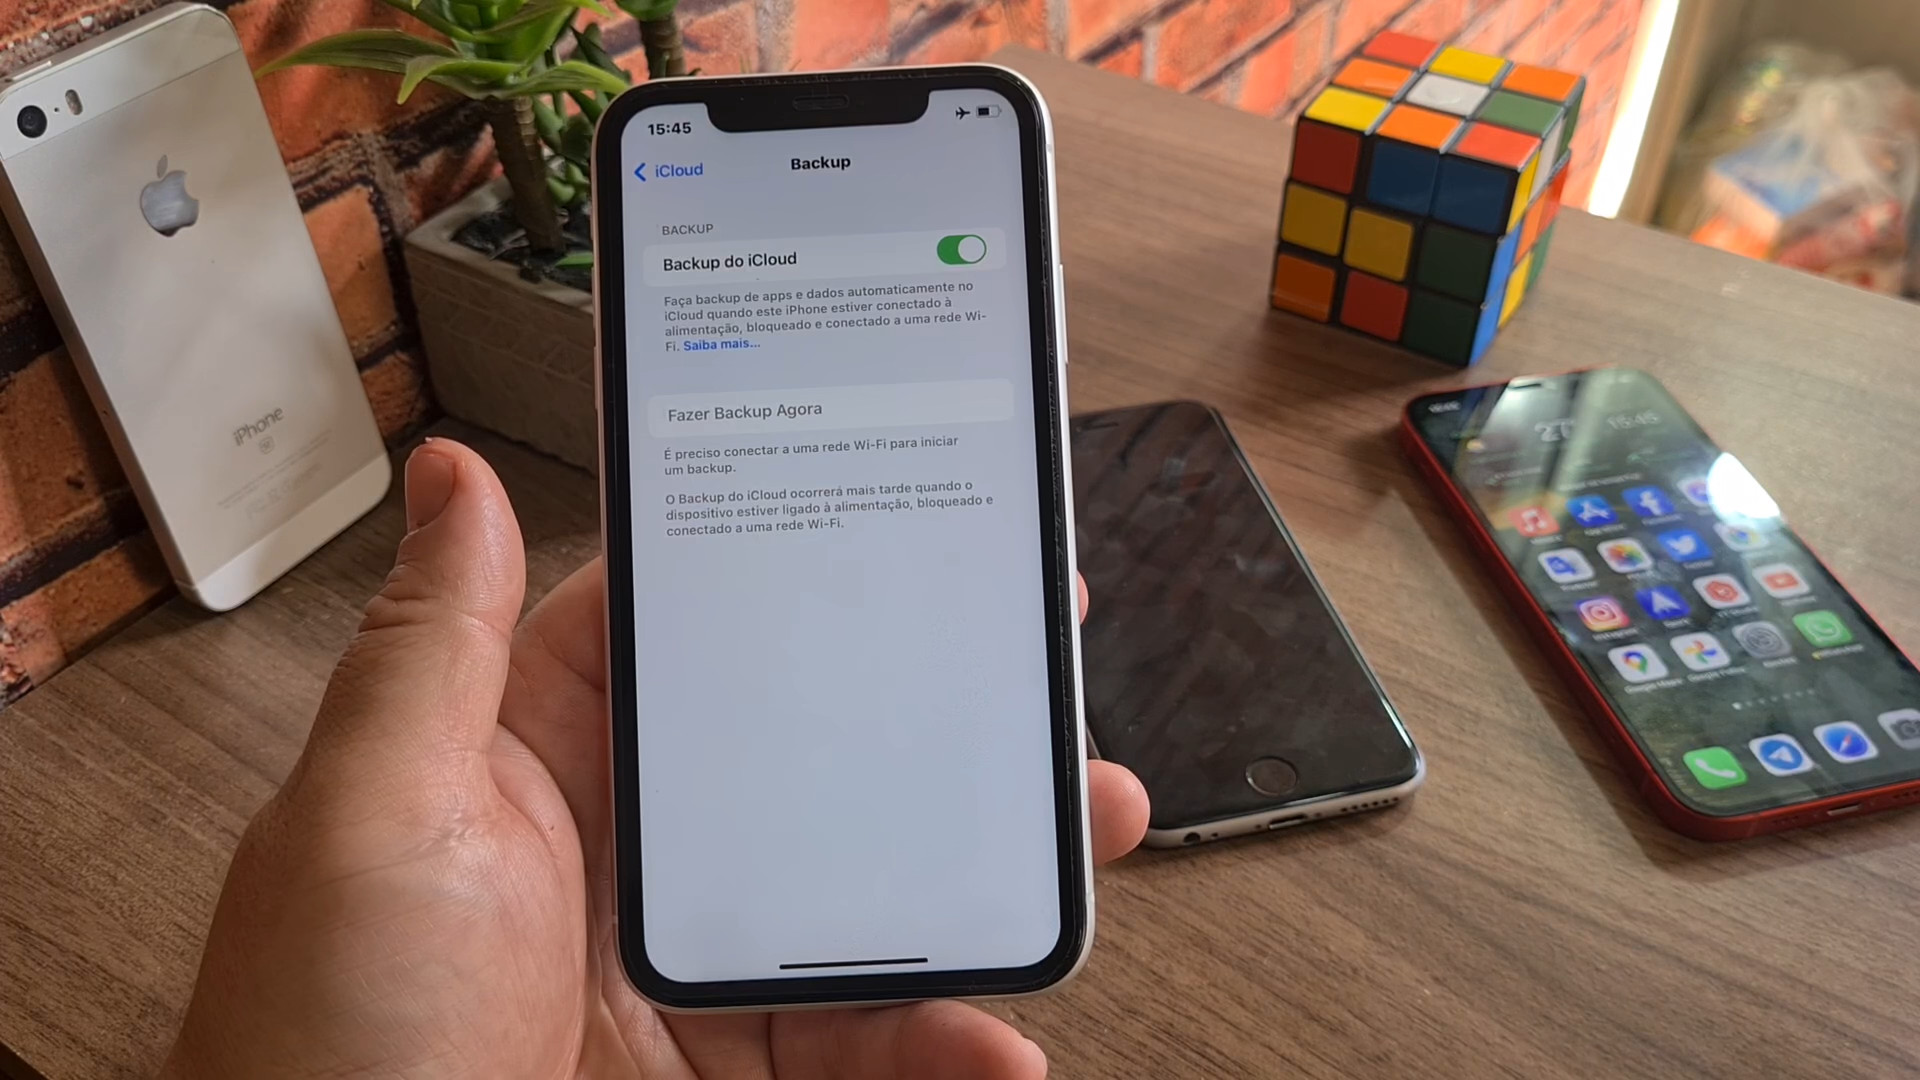 15:45
iCloud
Backup
BACKUP
Backup do iCloud
Faça backup de apps e dados automaticamente no
iCloud quando este iPhone estiver conectado à
alimentação, bloqueado e conectado a uma rede Wi-
Fi. Saiba mais...
Fazer Backup Agora
É preciso conectar a uma rede Wi-Fi para iniciar
um backup.
O Backup do iCloud ocorrerá mais tarde quando o
dispositivo estiver ligado à alimentação, bloqueado e
conectado a uma rede Wi-Fi.
iPhone
Google Maps